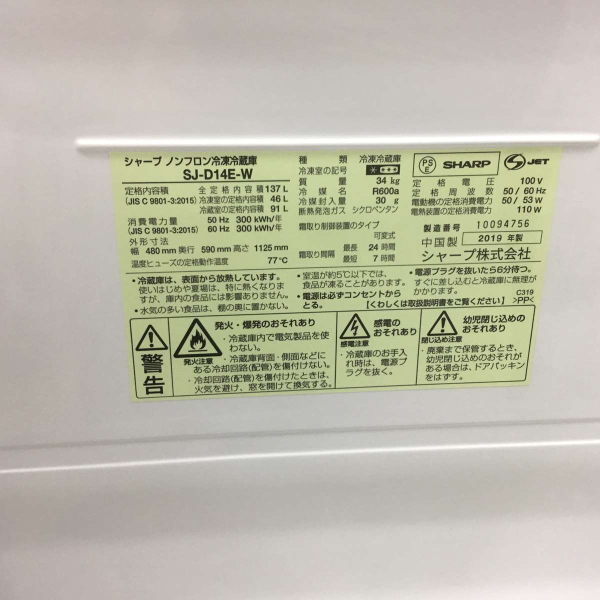 シャープ ノンフロン冷凍冷蔵庫
SJ-D14E-W
定格内容積 全定格内容積 137 L
(JIS C 9801-3:2015) 冷凍室の定格内容積 46 L
冷蔵室の定格内容積 91 L
消費電力量 50 Hz 300 kWh/年
(JIS C 9801-3:2015) 60 Hz 300 kWh/年
外形寸法
幅 480 mm 奥行 590 mm 高さ 1125 mm
温度ヒューズの定格動作温度 77℃
種類 冷凍冷蔵庫
冷凍室の記号
質量 34 kg
冷媒 R600a
冷媒封入量 30 g
断熱発泡ガス シクロペンタン
霜取り制御装置のタイプ
可変式
霜取り間隔 最長 24 時間
最短 7 時間
PS
E
SHARP
S JET
定格電圧 100 V
定格周波数 50 / 60 Hz
電動機の定格消費電力 50 / 53 W
電熱装置の定格消費電力 110 W
製造番号 10094756
中国製 2019 年製
シャープ株式会社
・冷蔵庫は、表面から放熱しています。
使いはじめや夏場は、特に熱くなり
ますが、庫内の食品には影響ありません。
・水気の多い食品は、棚の奥に置かない。
・室温が約5℃以下では、
食品が凍ることがあります。
・電源は必ずコンセントから
とる。
・電源プラグを抜いたら6分待つ。
すぐに差し込むと冷蔵庫に無理が
かかります。
【くわしくは取扱説明書をご覧ください】
C319
>PP<
警告
発火・爆発のおそれあり
発火注意
・冷蔵庫内で電気製品を使
わない。
・冷蔵庫背面・側面などに
ある冷却回路(配管)を傷付けない。
・冷却回路(配管)を傷付けたときは、
火気を避け、窓を開けて換気する。
感電のおそれあり
感電注意
・冷蔵庫のお手入
れ時は、電源プ
ラグを抜く。
幼児閉じ込めの
おそれあり
閉じ込め注意
・廃棄まで保管するとき、
幼児が閉じ込められるおそ
れがあるため、ドアパッキン
をはずす。